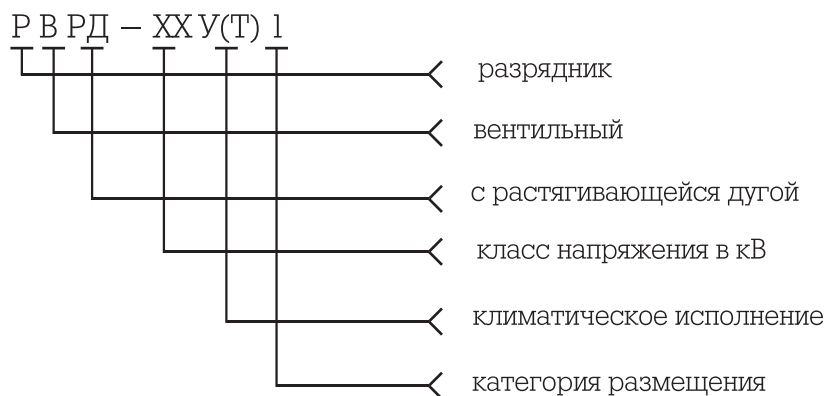 Р В РД – ХХ У(Т) 1
разрядник
вентильный
с растягивающейся дугой
класс напряжения в кВ
климатическое исполнение
категория размещения